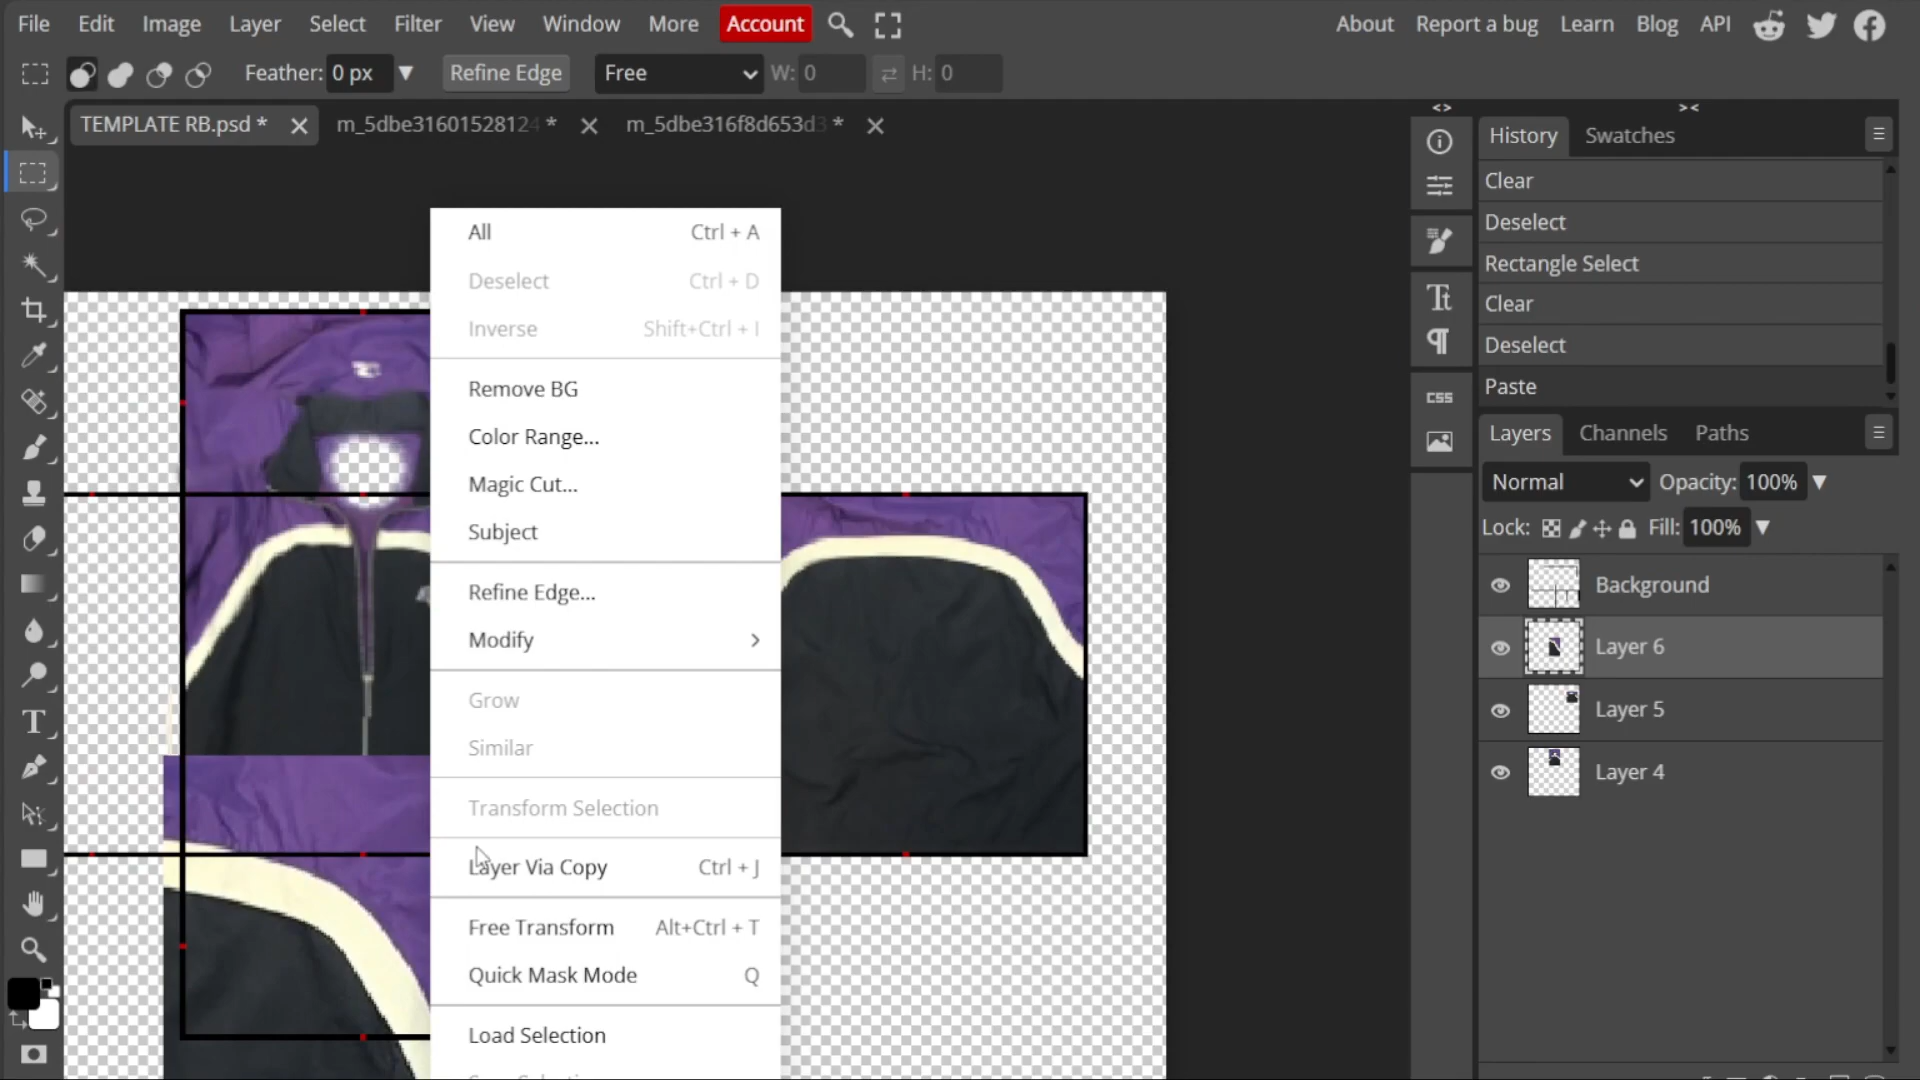 File Edit Image Layer Select Filter View Window More Account About Report a bug Learn Blog API
Feather: 0 px Refine Edge Free W: 0 H: 0
TEMPLATE RB.psd * m_5dbe31601528124 * m_5dbe316f8d653d3 *
All Ctrl + A
Deselect Ctrl + D
Inverse Shift+Ctrl + I
Remove BG
Color Range...
Magic Cut...
Subject
Refine Edge...
Modify
Grow
Similar
Transform Selection
Layer Via Copy Ctrl + J
Free Transform Alt+Ctrl + T
Quick Mask Mode Q
Load Selection
CSS
History Swatches
Clear
Deselect
Rectangle Select
Clear
Deselect
Paste
Layers Channels Paths
Normal Opacity: 100%
Lock: Fill: 100%
Background
Layer 6
Layer 5
Layer 4